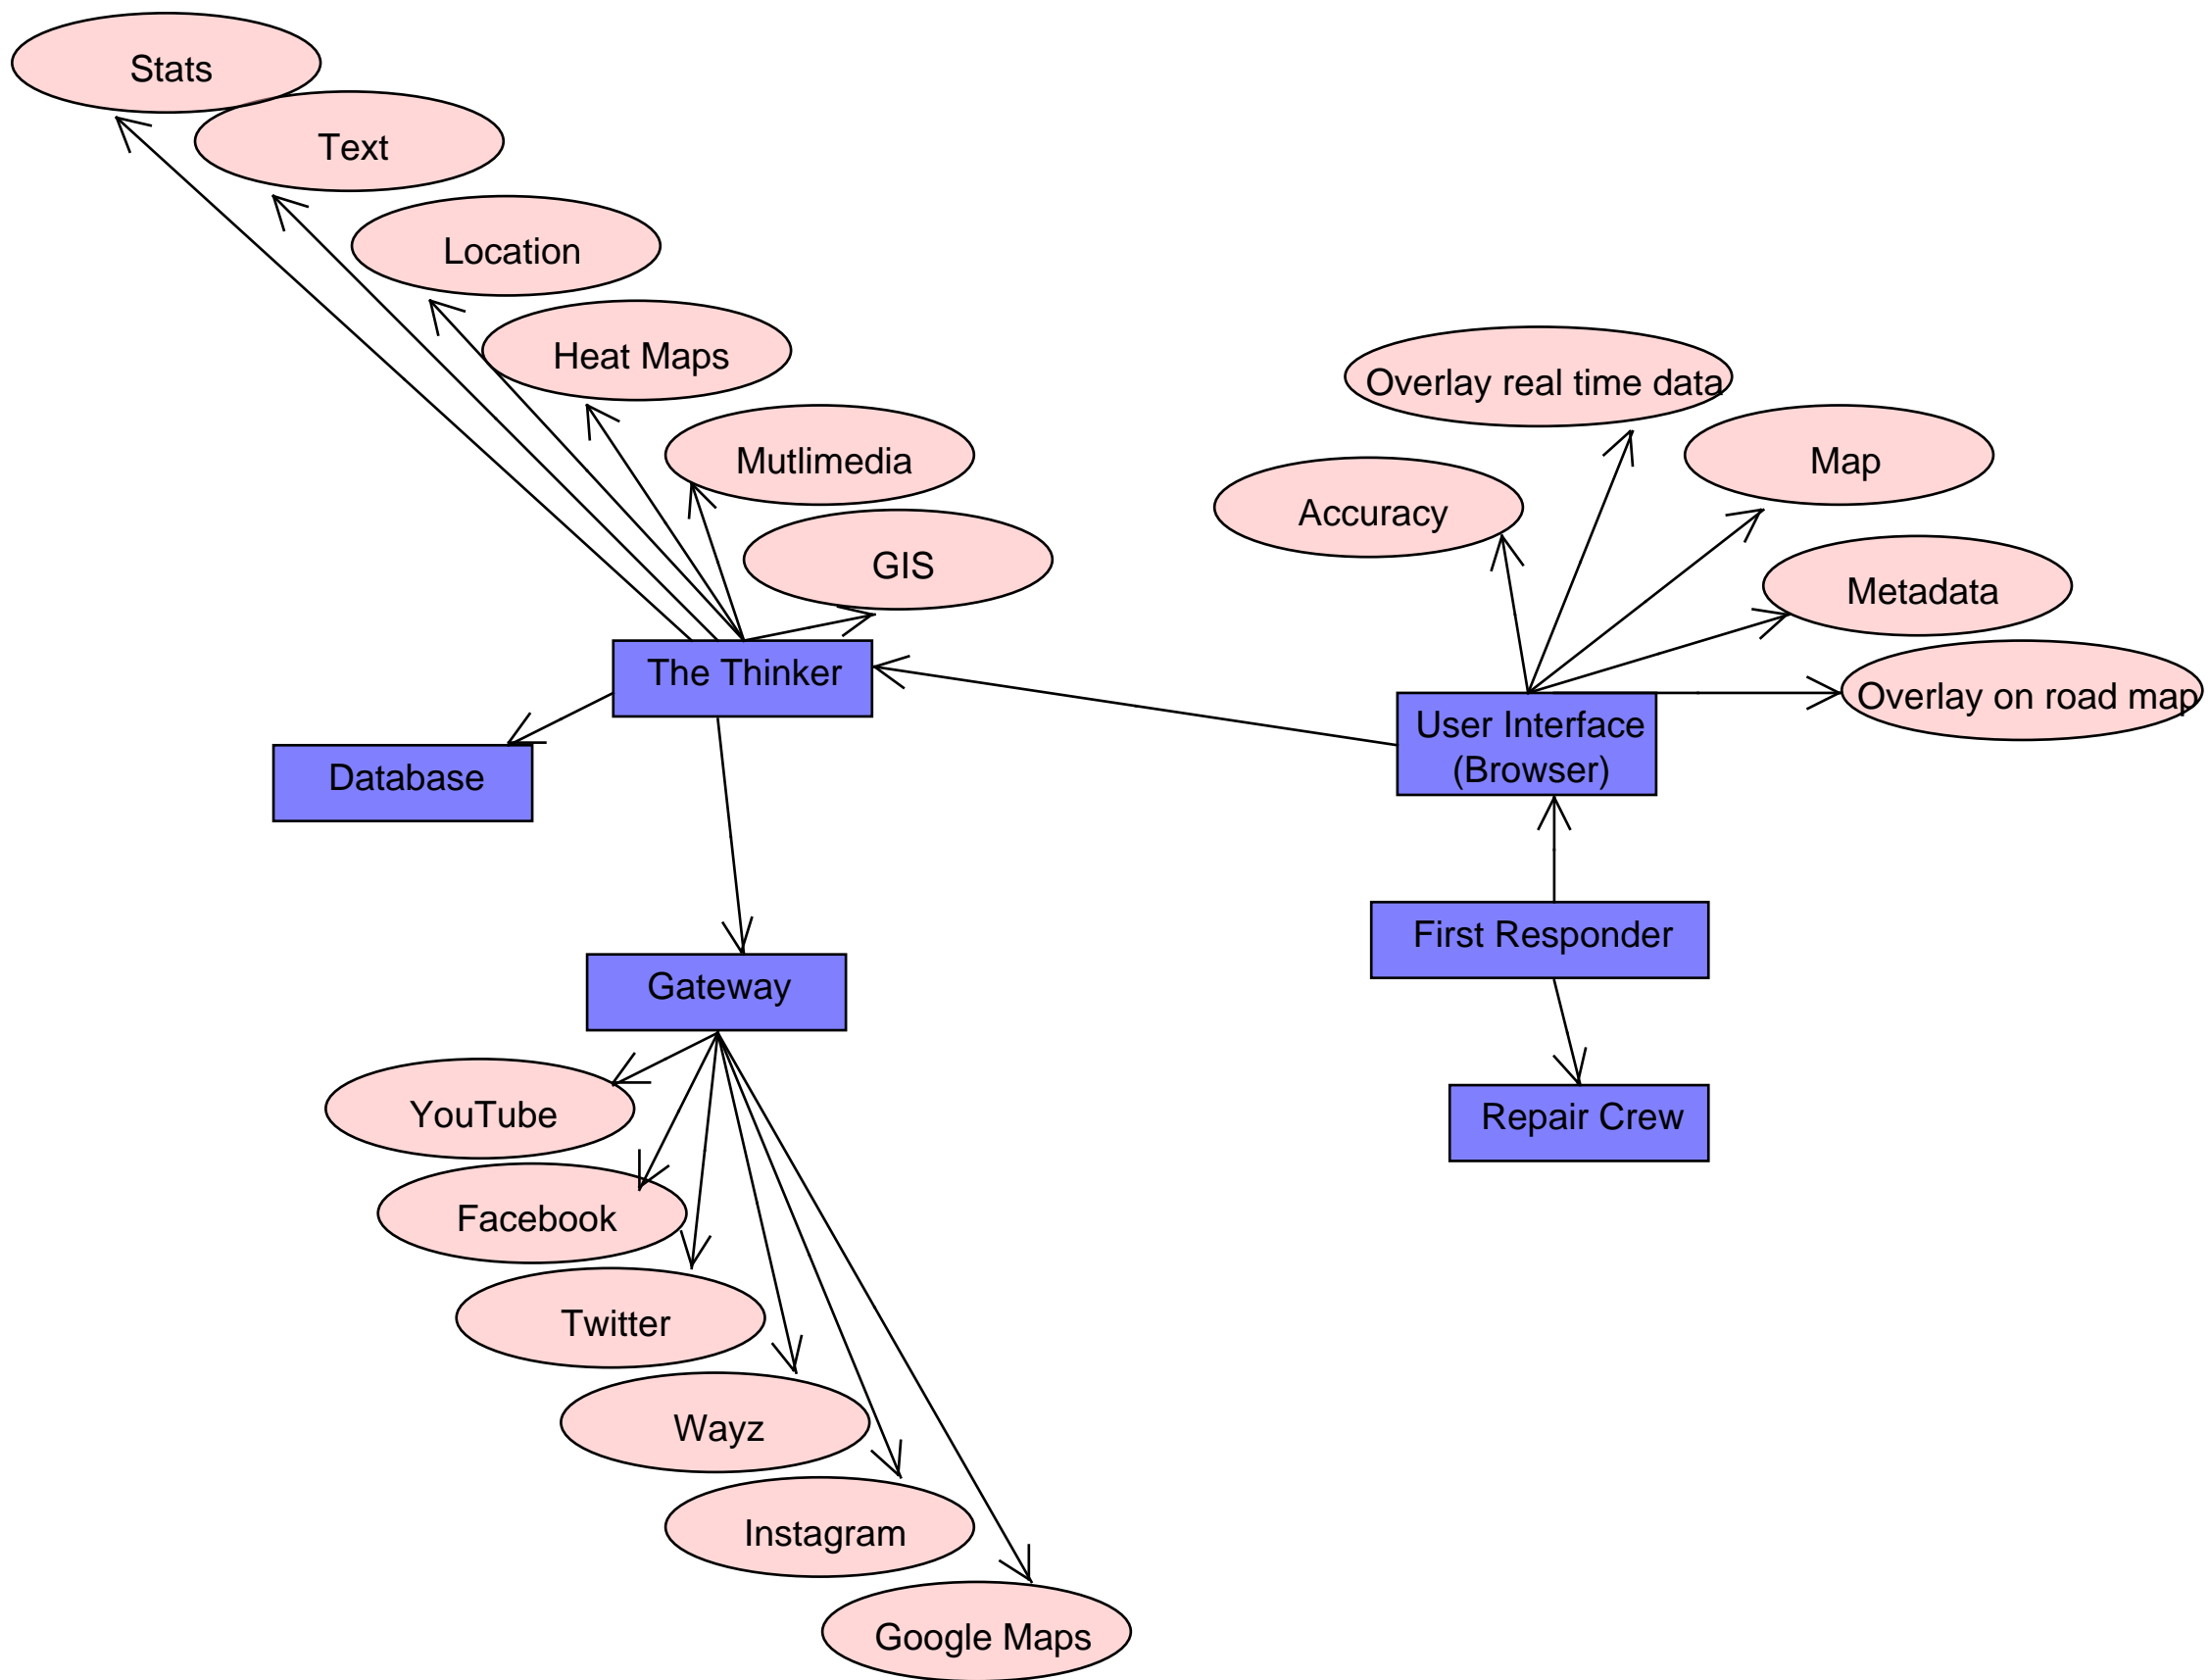 Stats
Text
Location
Heat Maps
Mutlimedia
GIS
Overlay real time data
Map
Accuracy
Metadata
Overlay on road map
The Thinker
User Interface
(Browser)
Database
First Responder
Gateway
Repair Crew
YouTube
Facebook
Twitter
Wayz
Instagram
Google Maps